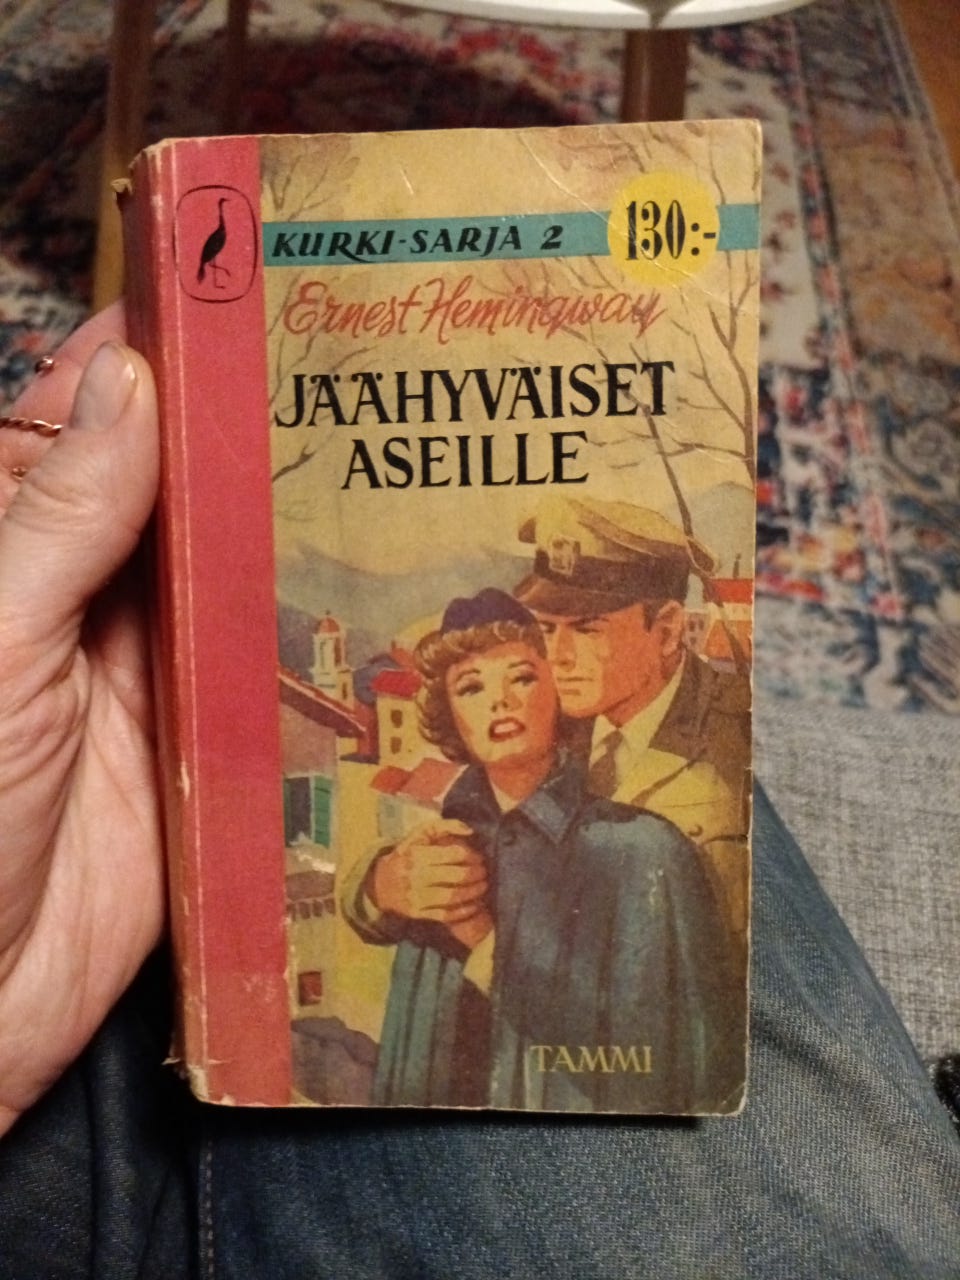 KURKI-SARJA 2
130:-
Ernest Hemingway
JÄÄHYVÄISET
ASEILLE
TAMMI